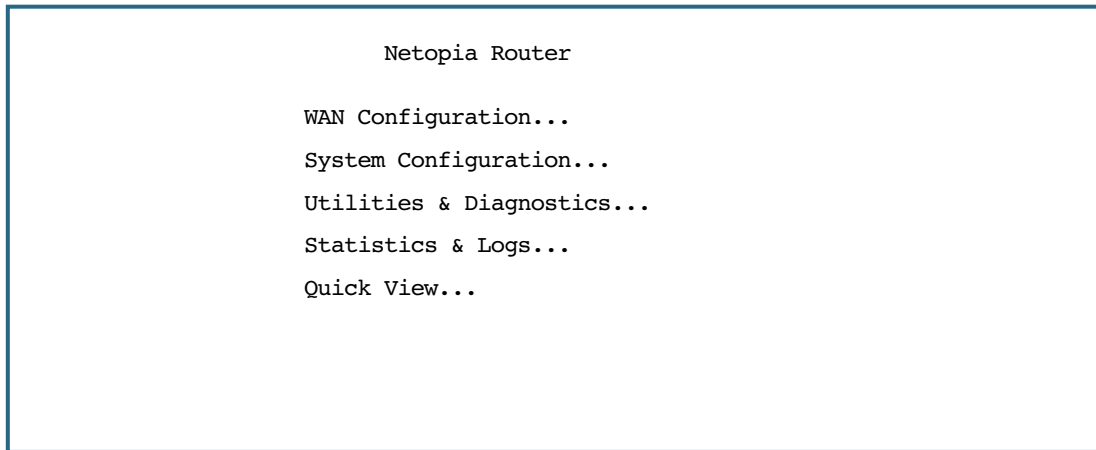 Netopia Router
WAN Configuration...
System Configuration...
Utilities & Diagnostics...
Statistics & Logs...
Quick View...